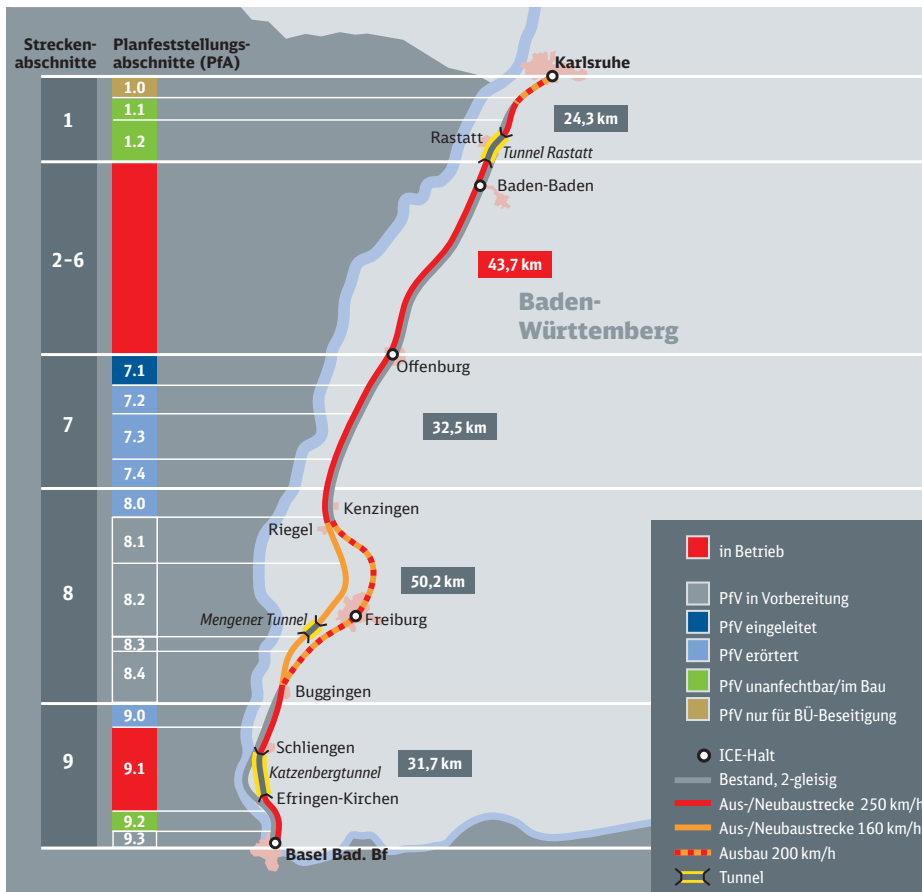 Strecken-
abschnitte
Planfeststellungs-
abschnitte (PfA)
1
2–6
7
8
9
1.0
1.1
1.2
7.1
7.2
7.3
7.4
8.0
8.1
8.2
8.3
8.4
9.0
9.1
9.2
9.3
Karlsruhe
24,3 km
Rastatt
Tunnel Rastatt
Baden-Baden
43,7 km
Baden-
Württemberg
Offenburg
32,5 km
Kenzingen
Riegel
50,2 km
Mengener Tunnel
Freiburg
Buggingen
Schliengen
31,7 km
Katzenbergtunnel
Efringen-Kirchen
Basel Bad. Bf
in Betrieb
PfV in Vorbereitung
PfV eingeleitet
PfV erörtert
PfV unanfechtbar/im Bau
PfV nur für BÜ-Beseitigung
ICE-Halt
Bestand, 2-gleisig
Aus-/Neubaustrecke 250 km/h
Aus-/Neubaustrecke 160 km/h
Ausbau 200 km/h
Tunnel